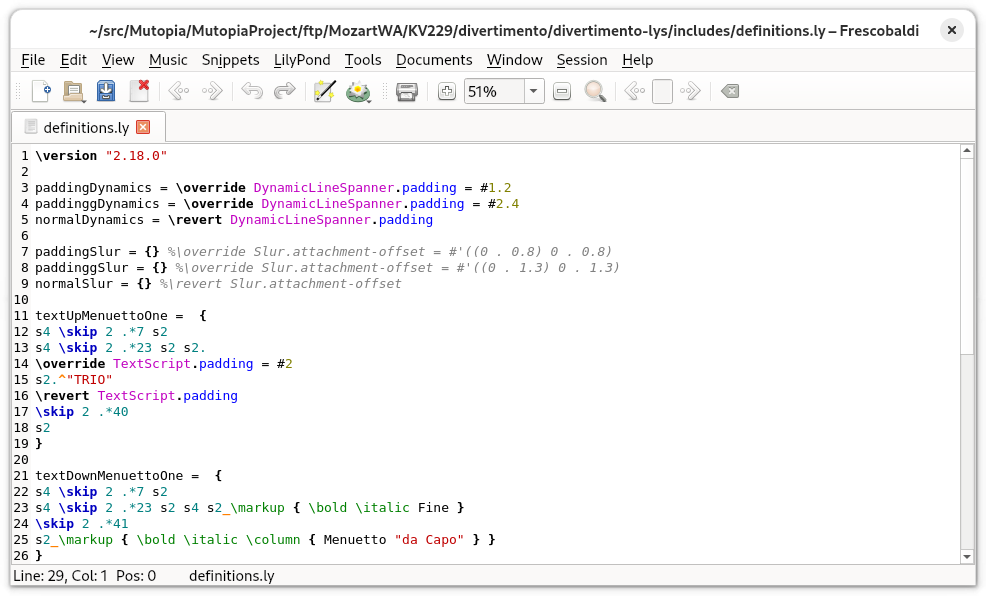 ~/src/Mutopia/MutopiaProject/ftp/MozartWA/KV229/divertimento/divertimento-lys/includes/definitions.ly – Frescobaldi
File Edit View Music Snippets LilyPond Tools Documents Window Session Help
51%
definitions.ly
1 \version "2.18.0"
2
3 paddingDynamics = \override DynamicLineSpanner.padding = #1.2
4 paddinggDynamics = \override DynamicLineSpanner.padding = #2.4
5 normalDynamics = \revert DynamicLineSpanner.padding
6
7 paddingSlur = {} %\override Slur.attachment-offset = #'((0 . 0.8) 0 . 0.8)
8 paddinggSlur = {} %\override Slur.attachment-offset = #'((0 . 1.3) 0 . 1.3)
9 normalSlur = {} %\revert Slur.attachment-offset
10
11 textUpMenuettoOne =  {
12 s4 \skip 2 .*7 s2
13 s4 \skip 2 .*23 s2 s2.
14 \override TextScript.padding = #2
15 s2.^"TRIO"
16 \revert TextScript.padding
17 \skip 2 .*40
18 s2
19 }
20
21 textDownMenuettoOne =  {
22 s4 \skip 2 .*7 s2
23 s4 \skip 2 .*23 s2 s4 s2_\markup { \bold \italic Fine }
24 \skip 2 .*41
25 s2_\markup { \bold \italic \column { Menuetto "da Capo" } }
26 }
Line: 29, Col: 1 Pos: 0 definitions.ly